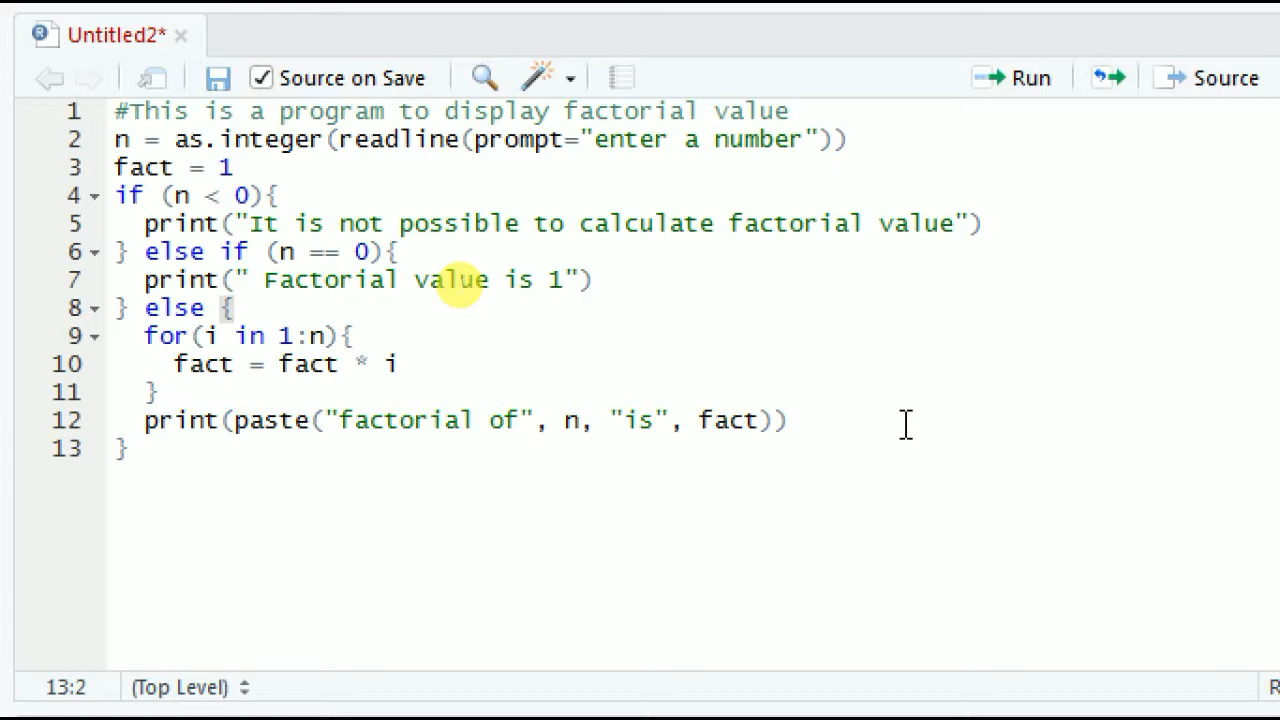 Untitled2*
Source on Save Run Source
1 #This is a program to display factorial value
2 n = as.integer(readline(prompt="enter a number"))
3 fact = 1
4 if (n < 0){
5   print("It is not possible to calculate factorial value")
6 } else if (n == 0){
7   print(" Factorial value is 1")
8 } else {
9   for(i in 1:n){
10     fact = fact * i
11   }
12   print(paste("factorial of", n, "is", fact))
13 }
13:2 (Top Level) R